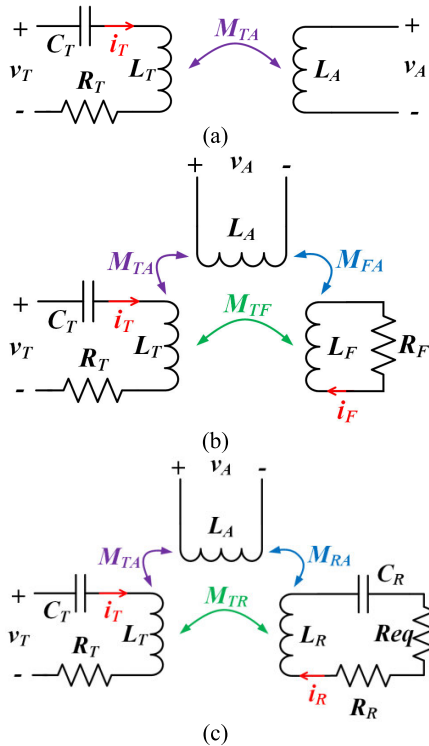 + C_T i_T M_TA +
v_T L_T L_A v_A
- R_T -
(a)
+ v_A -
L_A
M_TA M_FA
+ C_T i_T M_TF
v_T L_T L_F R_F
- R_T i_F
(b)
+ v_A -
L_A
M_TA M_RA
+ C_T i_T M_TR C_R
v_T L_T L_R Req
- R_T i_R R_R
(c)